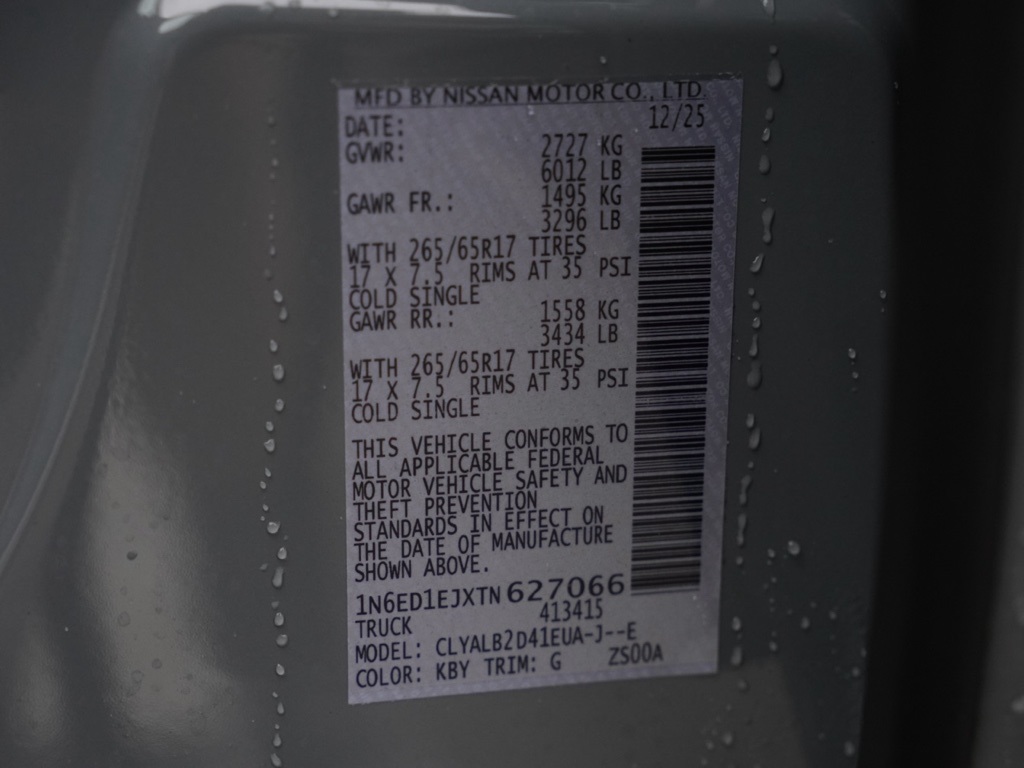 MFD BY NISSAN MOTOR CO., LTD.
DATE: 12/25
GVWR: 2727 KG
6012 LB
GAWR FR.: 1495 KG
3296 LB
WITH 265/65R17 TIRES
17 X 7.5 RIMS AT 35 PSI
COLD SINGLE
GAWR RR.: 1558 KG
3434 LB
WITH 265/65R17 TIRES
17 X 7.5 RIMS AT 35 PSI
COLD SINGLE
THIS VEHICLE CONFORMS TO
ALL APPLICABLE FEDERAL
MOTOR VEHICLE SAFETY AND
THEFT PREVENTION
STANDARDS IN EFFECT ON
THE DATE OF MANUFACTURE
SHOWN ABOVE.
1N6ED1EJXTN 627066
TRUCK 413415
MODEL: CLYALB2D41EUA-J--E
COLOR: KBY TRIM: G ZS00A